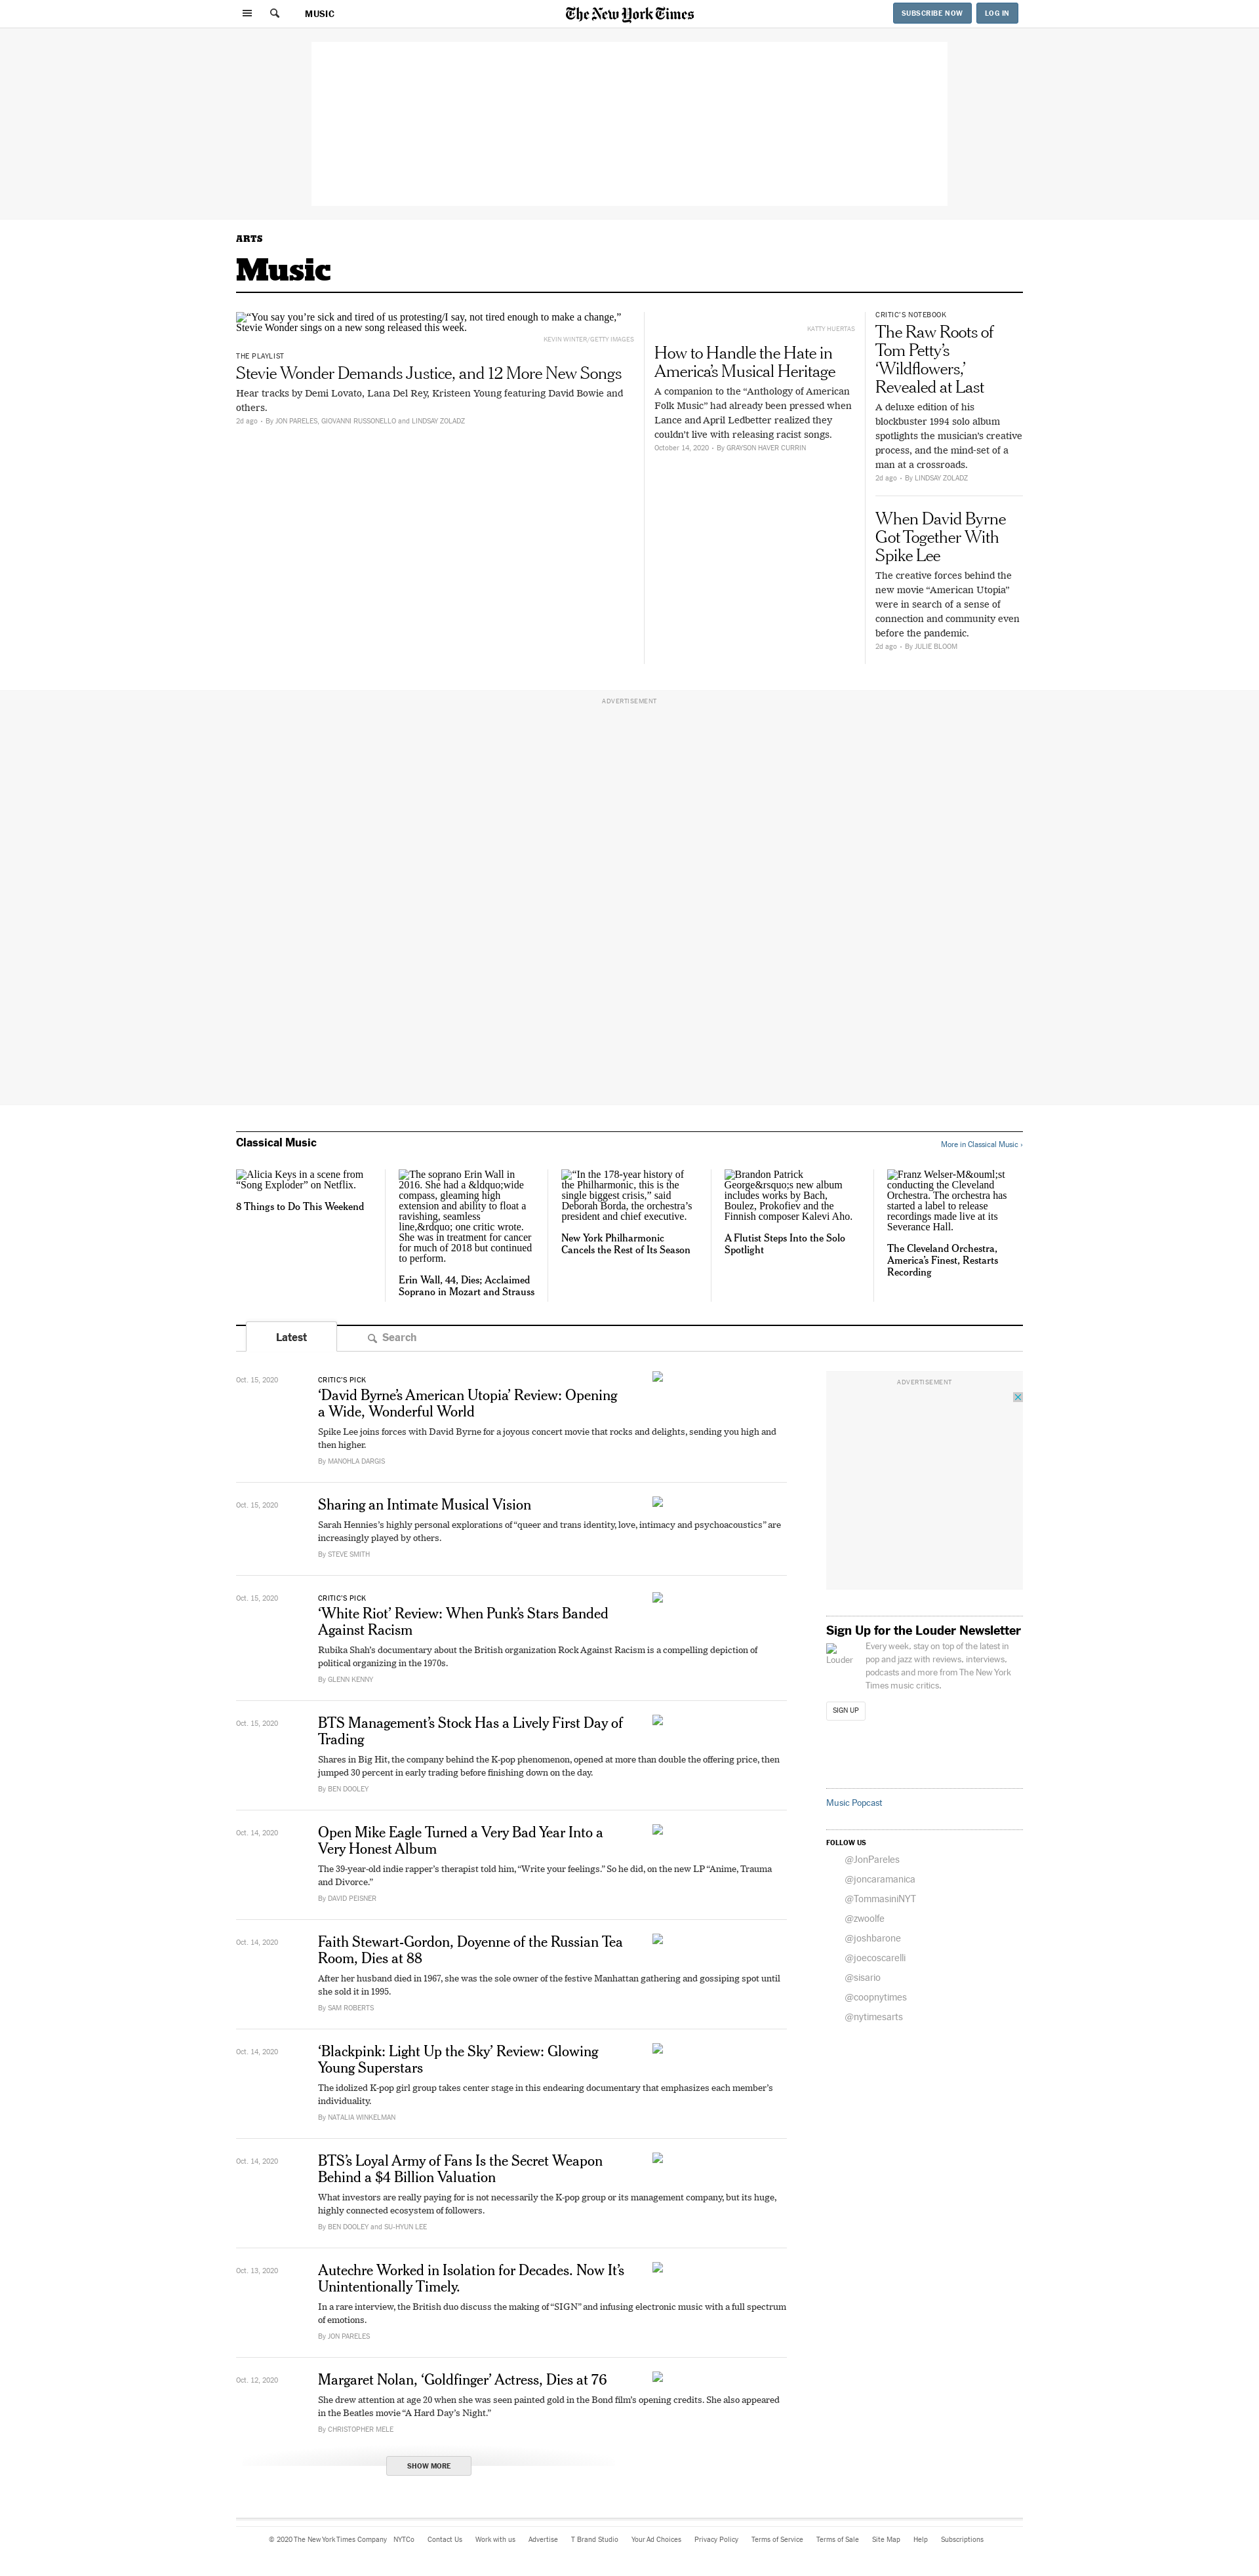 MUSIC
The New York Times
SUBSCRIBE NOW
LOG IN
ARTS
Music
“You say you’re sick and tired of us protesting/I say, not tired enough to make a change,”
Stevie Wonder sings on a new song released this week.
KEVIN WINTER/GETTY IMAGES
THE PLAYLIST
Stevie Wonder Demands Justice, and 12 More New Songs
Hear tracks by Demi Lovato, Lana Del Rey, Kristeen Young featuring David Bowie and
others.
2d ago • By JON PARELES, GIOVANNI RUSSONELLO and LINDSAY ZOLADZ
KATTY HUERTAS
How to Handle the Hate in
America’s Musical Heritage
A companion to the “Anthology of American
Folk Music” had already been pressed when
Lance and April Ledbetter realized they
couldn’t live with releasing racist songs.
October 14, 2020 • By GRAYSON HAVER CURRIN
CRITIC’S NOTEBOOK
The Raw Roots of
Tom Petty’s
‘Wildflowers,’
Revealed at Last
A deluxe edition of his
blockbuster 1994 solo album
spotlights the musician’s creative
process, and the mind-set of a
man at a crossroads.
2d ago • By LINDSAY ZOLADZ
When David Byrne
Got Together With
Spike Lee
The creative forces behind the
new movie “American Utopia”
were in search of a sense of
connection and community even
before the pandemic.
2d ago • By JULIE BLOOM
ADVERTISEMENT
Classical Music
More in Classical Music ›
Alicia Keys in a scene from
“Song Exploder” on Netflix.
8 Things to Do This Weekend
The soprano Erin Wall in
2016. She had a &ldquo;wide
compass, gleaming high
extension and ability to float a
ravishing, seamless
line,&rdquo; one critic wrote.
She was in treatment for cancer
for much of 2018 but continued
to perform.
Erin Wall, 44, Dies; Acclaimed
Soprano in Mozart and Strauss
“In the 178-year history of
the Philharmonic, this is the
single biggest crisis,” said
Deborah Borda, the orchestra’s
president and chief executive.
New York Philharmonic
Cancels the Rest of Its Season
Brandon Patrick
George&rsquo;s new album
includes works by Bach,
Boulez, Prokofiev and the
Finnish composer Kalevi Aho.
A Flutist Steps Into the Solo
Spotlight
Franz Welser-M&ouml;st
conducting the Cleveland
Orchestra. The orchestra has
started a label to release
recordings made live at its
Severance Hall.
The Cleveland Orchestra,
America’s Finest, Restarts
Recording
Latest
Search
Oct. 15, 2020
CRITIC’S PICK
‘David Byrne’s American Utopia’ Review: Opening
a Wide, Wonderful World
Spike Lee joins forces with David Byrne for a joyous concert movie that rocks and delights, sending you high and
then higher.
By MANOHLA DARGIS
Oct. 15, 2020
Sharing an Intimate Musical Vision
Sarah Hennies’s highly personal explorations of “queer and trans identity, love, intimacy and psychoacoustics” are
increasingly played by others.
By STEVE SMITH
Oct. 15, 2020
CRITIC’S PICK
‘White Riot’ Review: When Punk’s Stars Banded
Against Racism
Rubika Shah’s documentary about the British organization Rock Against Racism is a compelling depiction of
political organizing in the 1970s.
By GLENN KENNY
Oct. 15, 2020
BTS Management’s Stock Has a Lively First Day of
Trading
Shares in Big Hit, the company behind the K-pop phenomenon, opened at more than double the offering price, then
jumped 30 percent in early trading before finishing down on the day.
By BEN DOOLEY
Oct. 14, 2020
Open Mike Eagle Turned a Very Bad Year Into a
Very Honest Album
The 39-year-old indie rapper’s therapist told him, “Write your feelings.” So he did, on the new LP “Anime, Trauma
and Divorce.”
By DAVID PEISNER
Oct. 14, 2020
Faith Stewart-Gordon, Doyenne of the Russian Tea
Room, Dies at 88
After her husband died in 1967, she was the sole owner of the festive Manhattan gathering and gossiping spot until
she sold it in 1995.
By SAM ROBERTS
Oct. 14, 2020
‘Blackpink: Light Up the Sky’ Review: Glowing
Young Superstars
The idolized K-pop girl group takes center stage in this endearing documentary that emphasizes each member’s
individuality.
By NATALIA WINKELMAN
Oct. 14, 2020
BTS’s Loyal Army of Fans Is the Secret Weapon
Behind a $4 Billion Valuation
What investors are really paying for is not necessarily the K-pop group or its management company, but its huge,
highly connected ecosystem of followers.
By BEN DOOLEY and SU-HYUN LEE
Oct. 13, 2020
Autechre Worked in Isolation for Decades. Now It’s
Unintentionally Timely.
In a rare interview, the British duo discuss the making of “SIGN” and infusing electronic music with a full spectrum
of emotions.
By JON PARELES
Oct. 12, 2020
Margaret Nolan, ‘Goldfinger’ Actress, Dies at 76
She drew attention at age 20 when she was seen painted gold in the Bond film’s opening credits. She also appeared
in the Beatles movie “A Hard Day’s Night.”
By CHRISTOPHER MELE
SHOW MORE
ADVERTISEMENT
Sign Up for the Louder Newsletter
Louder
Every week, stay on top of the latest in
pop and jazz with reviews, interviews,
podcasts and more from The New York
Times music critics.
SIGN UP
Music Popcast
FOLLOW US
@JonPareles
@joncaramanica
@TommasiniNYT
@zwoolfe
@joshbarone
@joecoscarelli
@sisario
@coopnytimes
@nytimesarts
© 2020 The New York Times Company NYTCo Contact Us Work with us Advertise T Brand Studio Your Ad Choices Privacy Policy Terms of Service Terms of Sale Site Map Help Subscriptions